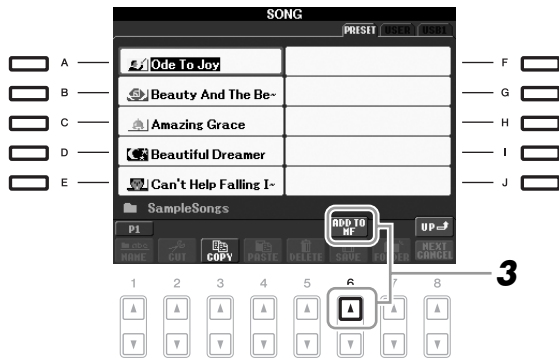 SONG
PRESET USER USB1
A Ode To Joy F
B Beauty And The Be~ G
C Amazing Grace H
D Beautiful Dreamer I
E Can't Help Falling I~ J
SampleSongs
P1 ADD TO MF UP
NAME CUT COPY PASTE DELETE SAVE FOLDER NEXT CANCEL
3
1 2 3 4 5 6 7 8